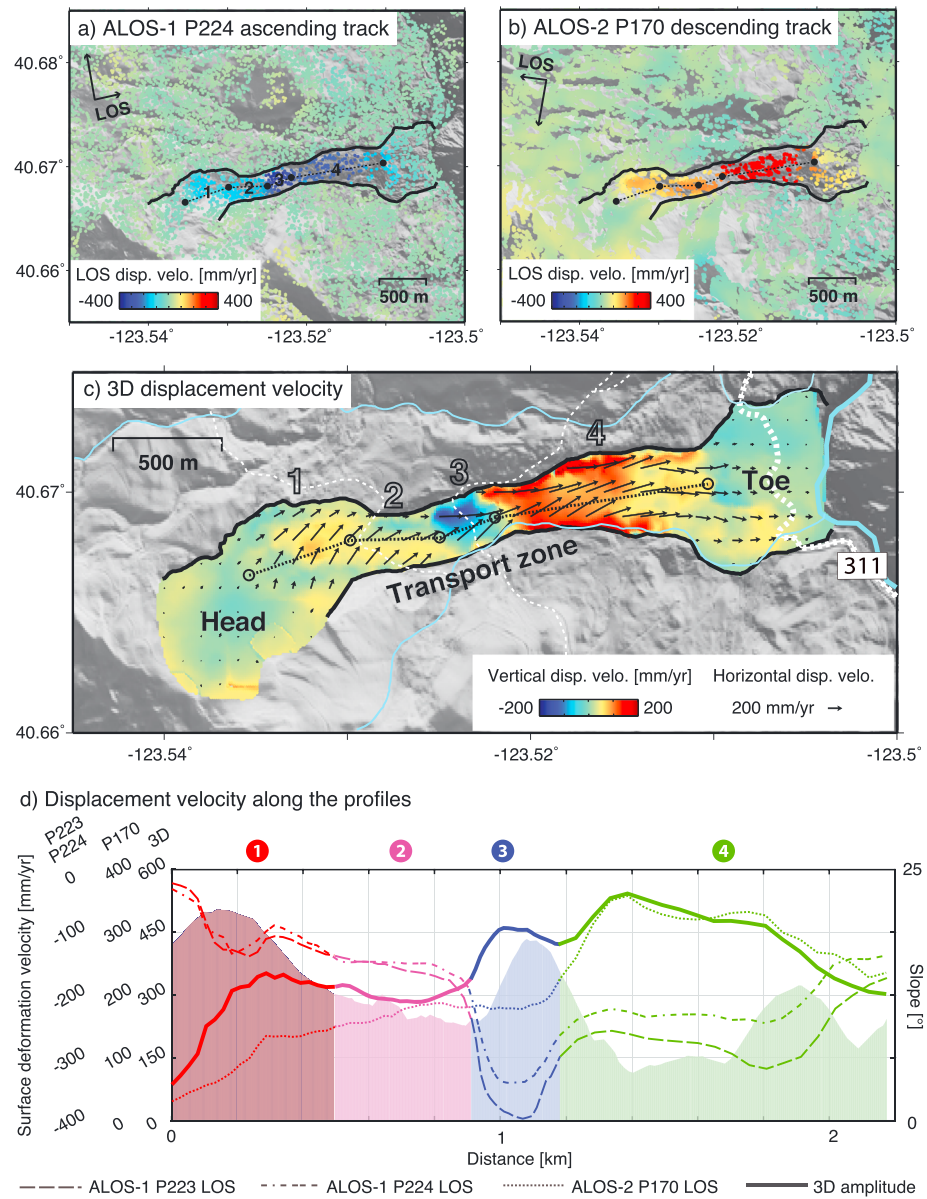 a) ALOS-1 P224 ascending track
b) ALOS-2 P170 descending track
40.68°
40.67°
40.66°
LOS
LOS
1
2
3
4
LOS disp. velo. [mm/yr]
-400
400
500 m
LOS disp. velo. [mm/yr]
-400
400
500 m
-123.54°
-123.52°
-123.5°
-123.54°
-123.52°
-123.5°
c) 3D displacement velocity
500 m
1
2
3
4
40.67°
40.66°
Head
Transport zone
Toe
311
Vertical disp. velo. [mm/yr]
-200
200
Horizontal disp. velo.
200 mm/yr →
-123.54°
-123.52°
-123.5°
d) Displacement velocity along the profiles
P223
P224
P170
3D
1
2
3
4
0
400
600
-100
300
450
-200
200
300
-300
100
150
-400
0
0
Surface deformation velocity [mm/yr]
25
0
Slope [°]
0
1
2
Distance [km]
ALOS-1 P223 LOS
ALOS-1 P224 LOS
ALOS-2 P170 LOS
3D amplitude